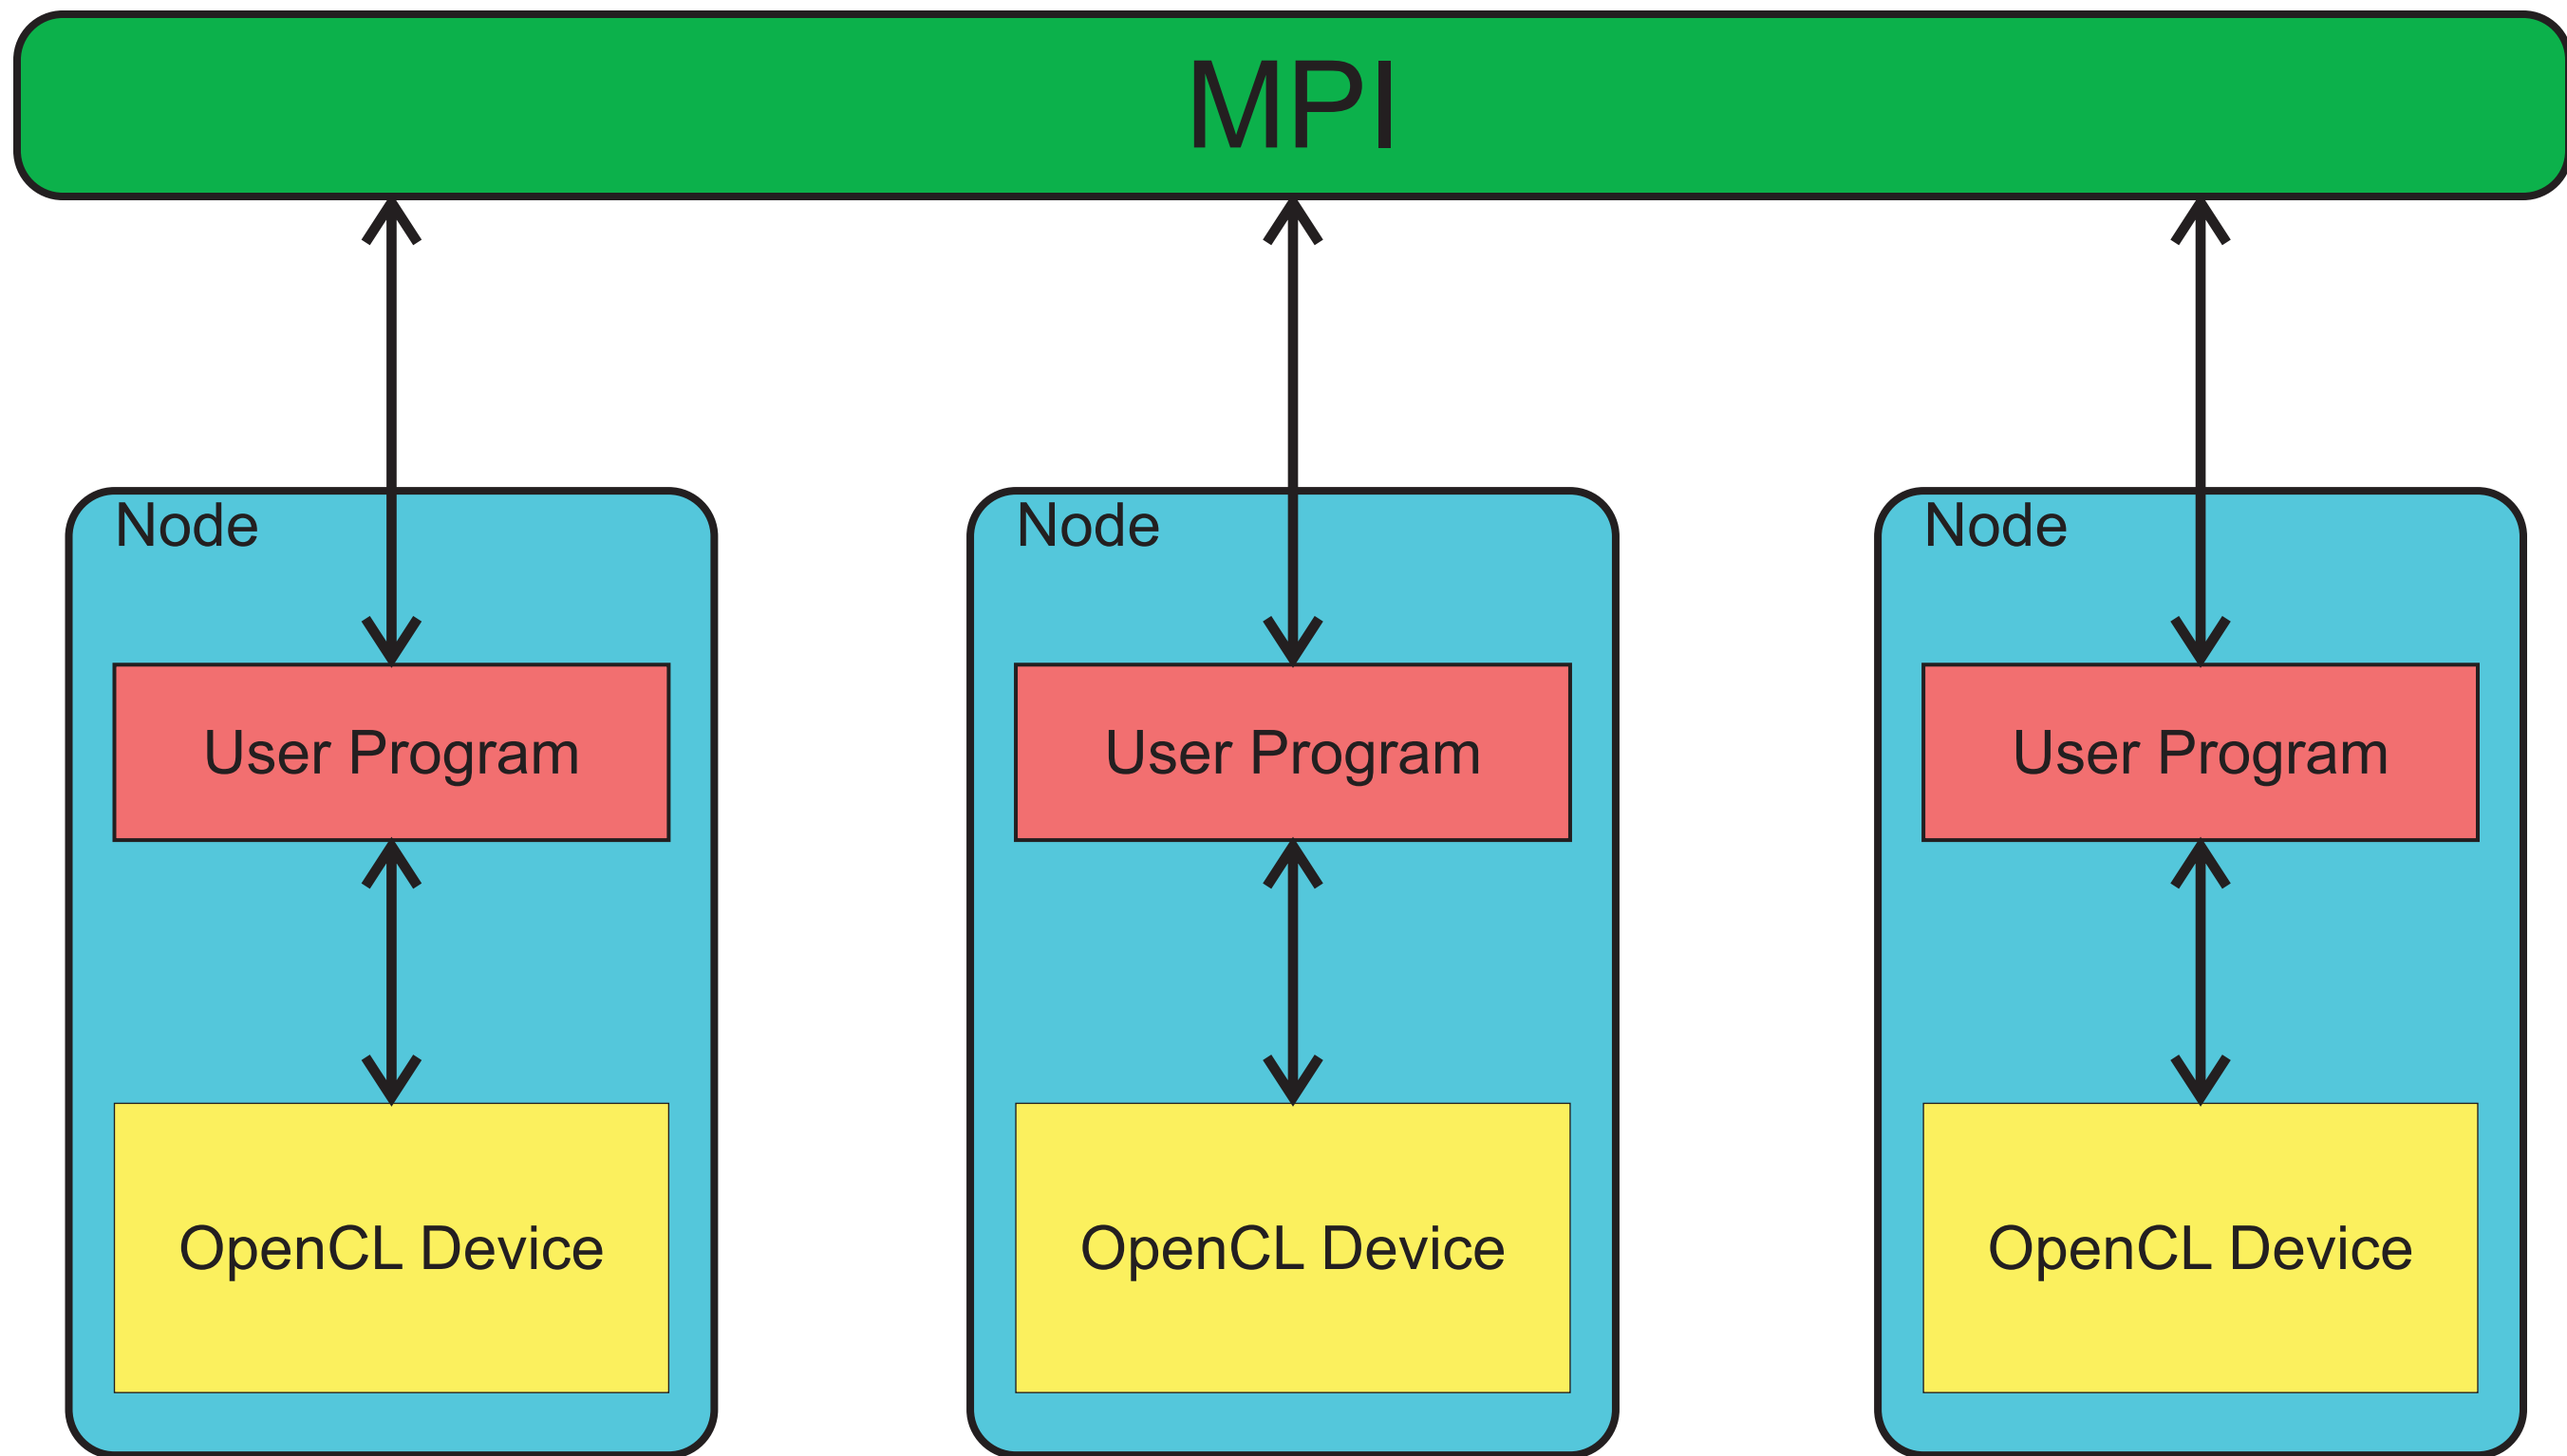 MPI
Node
Node
Node
User Program
User Program
User Program
OpenCL Device
OpenCL Device
OpenCL Device